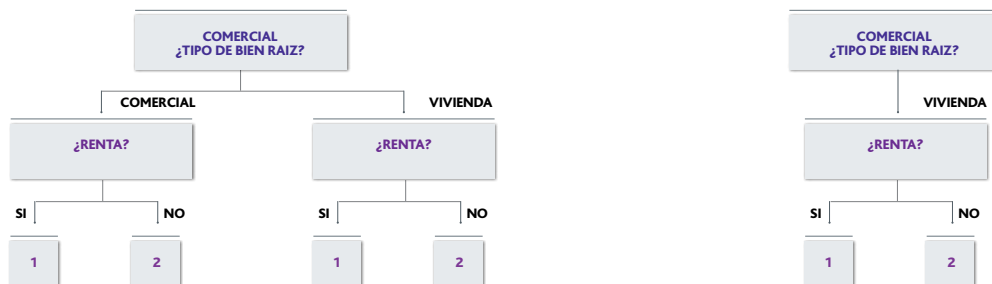 COMERCIAL
¿TIPO DE BIEN RAIZ?
COMERCIAL
VIVIENDA
¿RENTA?
¿RENTA?
SI
NO
SI
NO
1
2
1
2
COMERCIAL
¿TIPO DE BIEN RAIZ?
VIVIENDA
¿RENTA?
SI
NO
1
2